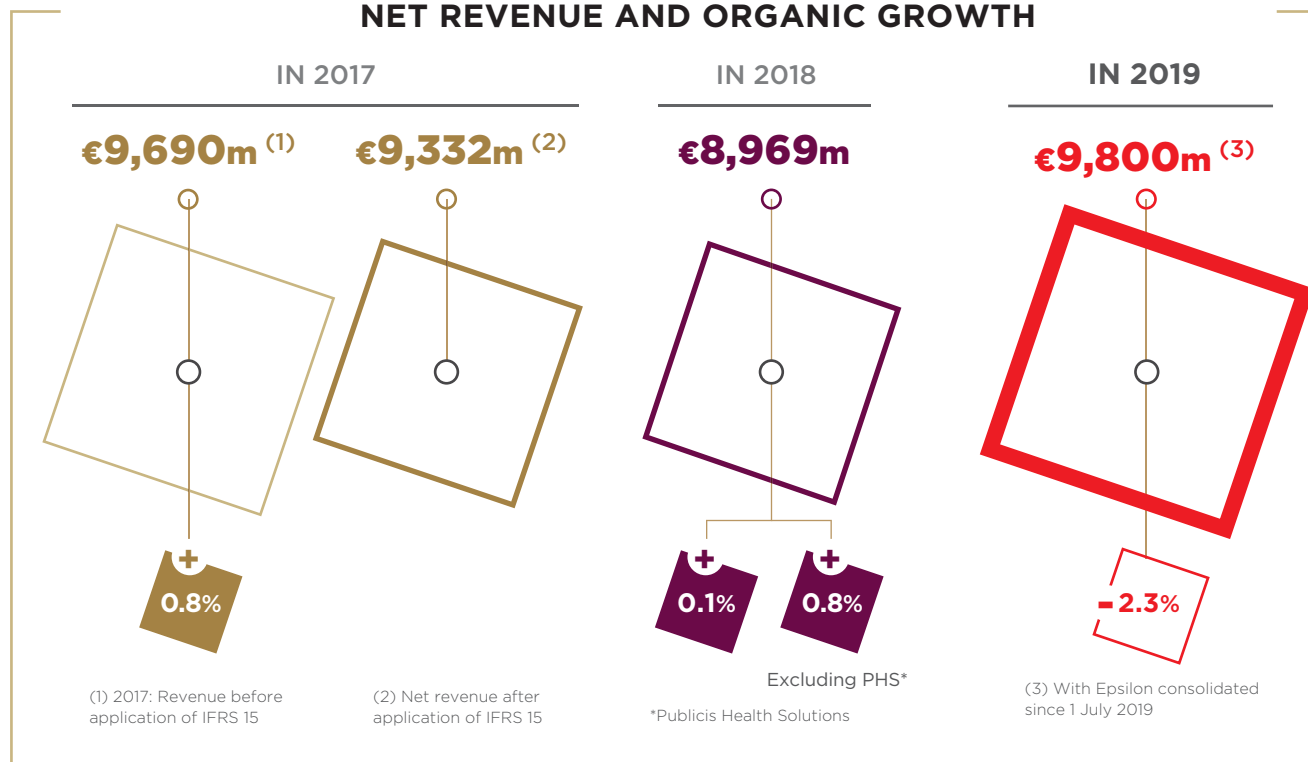 NET REVENUE AND ORGANIC GROWTH
IN 2017
€9,690m (1)
€9,332m (2)
+
0.8%
(1) 2017: Revenue before
application of IFRS 15
(2) Net revenue after
application of IFRS 15
IN 2018
€8,969m
+
0.1%
+
0.8%
Excluding PHS*
*Publicis Health Solutions
IN 2019
€9,800m (3)
- 2.3%
(3) With Epsilon consolidated
since 1 July 2019